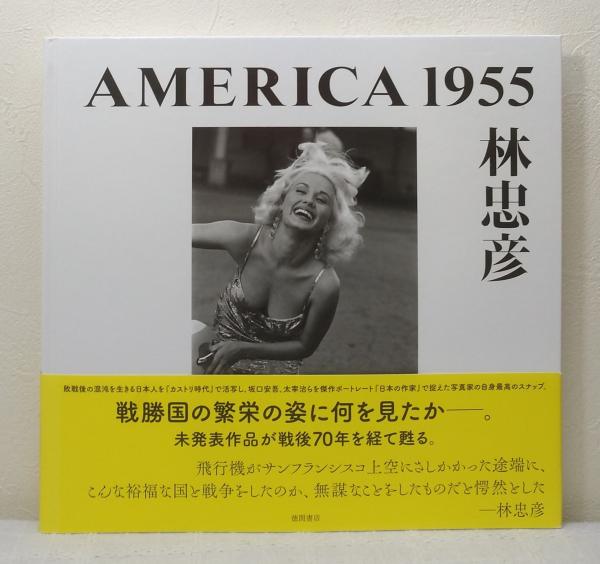 AMERICA 1955
林忠彦
敗戦後の混沌を生きる日本人を『カストリ時代』で活写し、坂口安吾、太宰治らを傑作ポートレート『日本の作家』で捉えた写真家の自身最高のスナップ。
戦勝国の繁栄の姿に何を見たか——。
未発表作品が戦後70年を経て甦る。
飛行機がサンフランシスコ上空にさしかかった途端に、
こんな裕福な国と戦争をしたのか、無謀なことをしたものだと愕然とした
—林忠彦
徳間書店